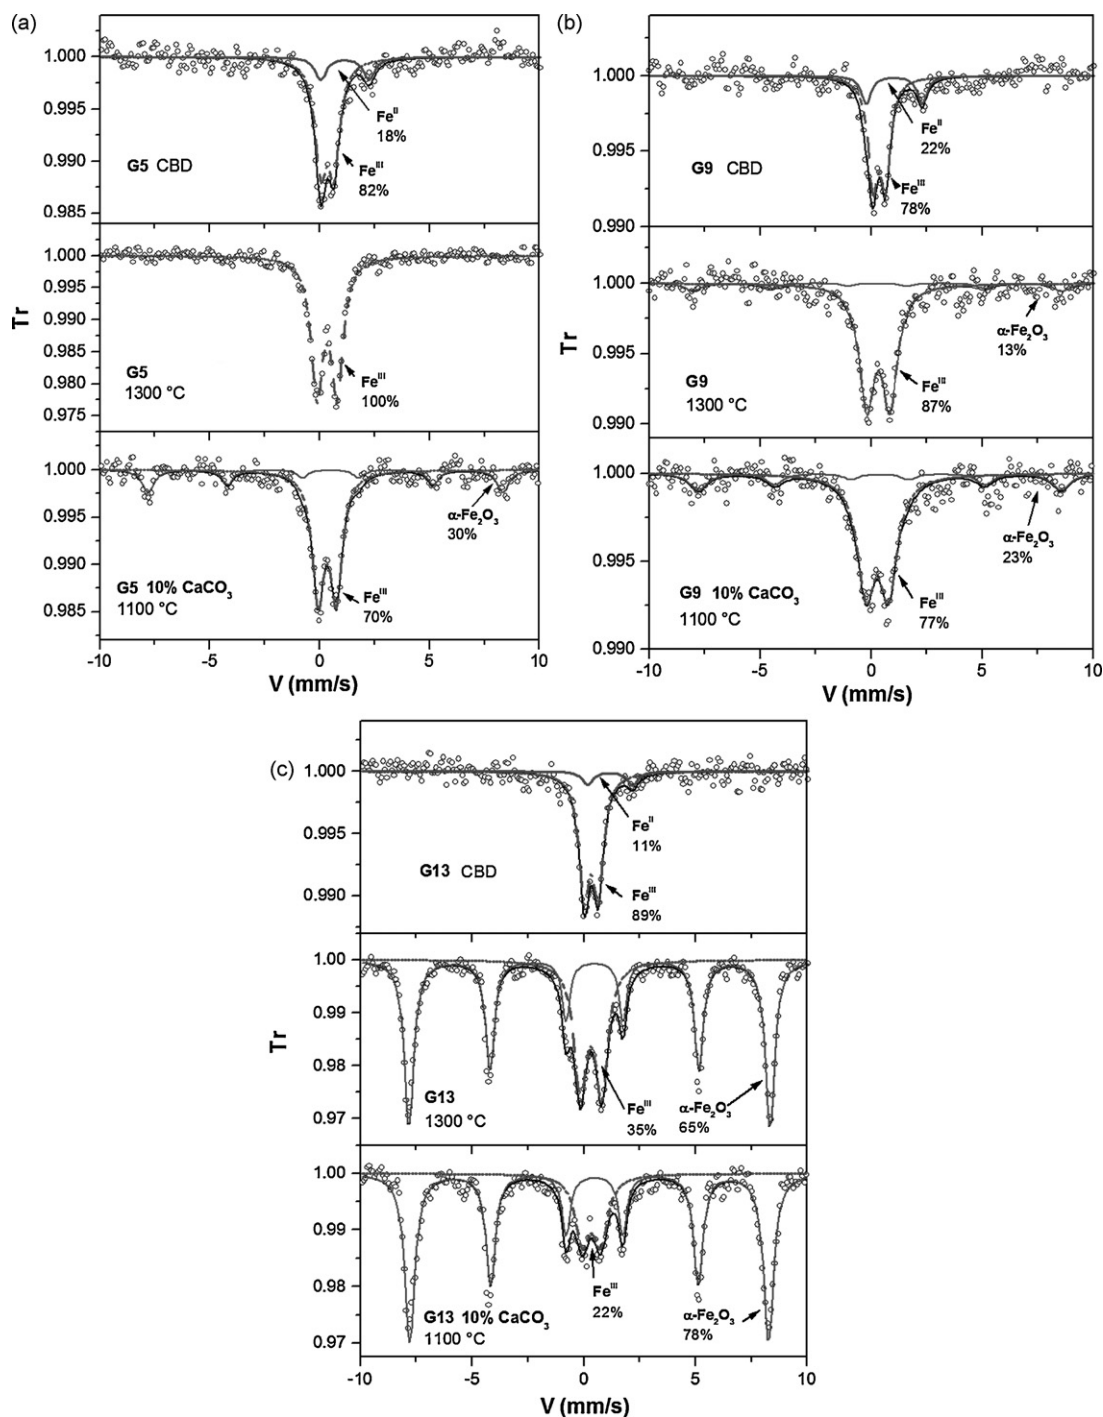 (a)
1.000
0.995
0.990
0.985
Fe^II
18%
G5 CBD
Fe^III
82%
1.000
0.995
0.990
0.985
0.980
0.975
Tr
G5
1300 °C
Fe^III
100%
1.000
0.995
0.990
0.985
α-Fe₂O₃
30%
G5 10% CaCO₃
1100 °C
Fe^III
70%
-10 -5 0 5 10
V (mm/s)
(b)
1.000
0.995
0.990
Fe^II
22%
G9 CBD
Fe^III
78%
1.000
0.995
0.990
Tr
α-Fe₂O₃
13%
G9
1300 °C
Fe^III
87%
1.000
0.995
0.990
α-Fe₂O₃
23%
G9 10% CaCO₃
1100 °C
Fe^III
77%
-10 -5 0 5 10
V (mm/s)
(c)
1.000
0.995
0.990
Fe^II
11%
G13 CBD
Fe^III
89%
1.00
0.99
0.98
0.97
Tr
G13
1300 °C
Fe^III
35%
α-Fe₂O₃
65%
1.00
0.99
0.98
0.97
Fe^III
22%
G13 10% CaCO₃
1100 °C
α-Fe₂O₃
78%
-10 -5 0 5 10
V (mm/s)